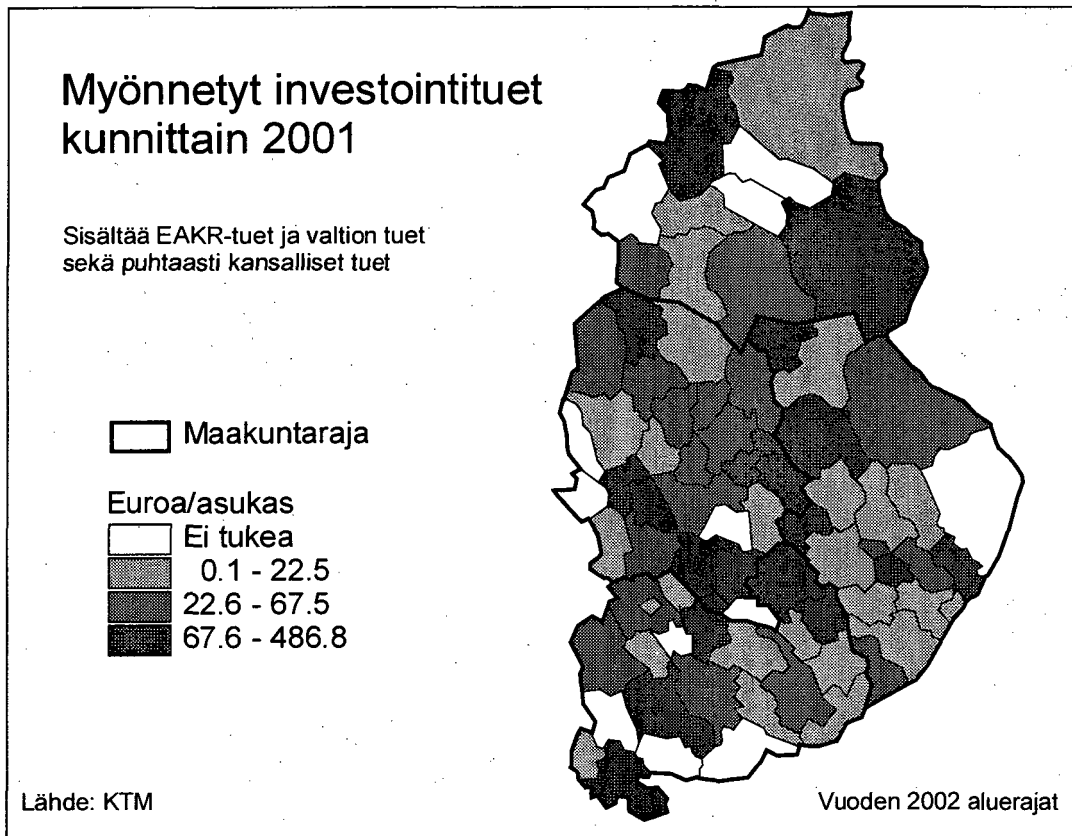 Myönnetyt investointituet
kunnittain 2001
Sisältää EAKR-tuet ja valtion tuet
sekä puhtaasti kansalliset tuet
Maakuntaraja
Euroa/asukas
Ei tukea
0.1 - 22.5
22.6 - 67.5
67.6 - 486.8
Lähde: KTM
Vuoden 2002 aluerajat